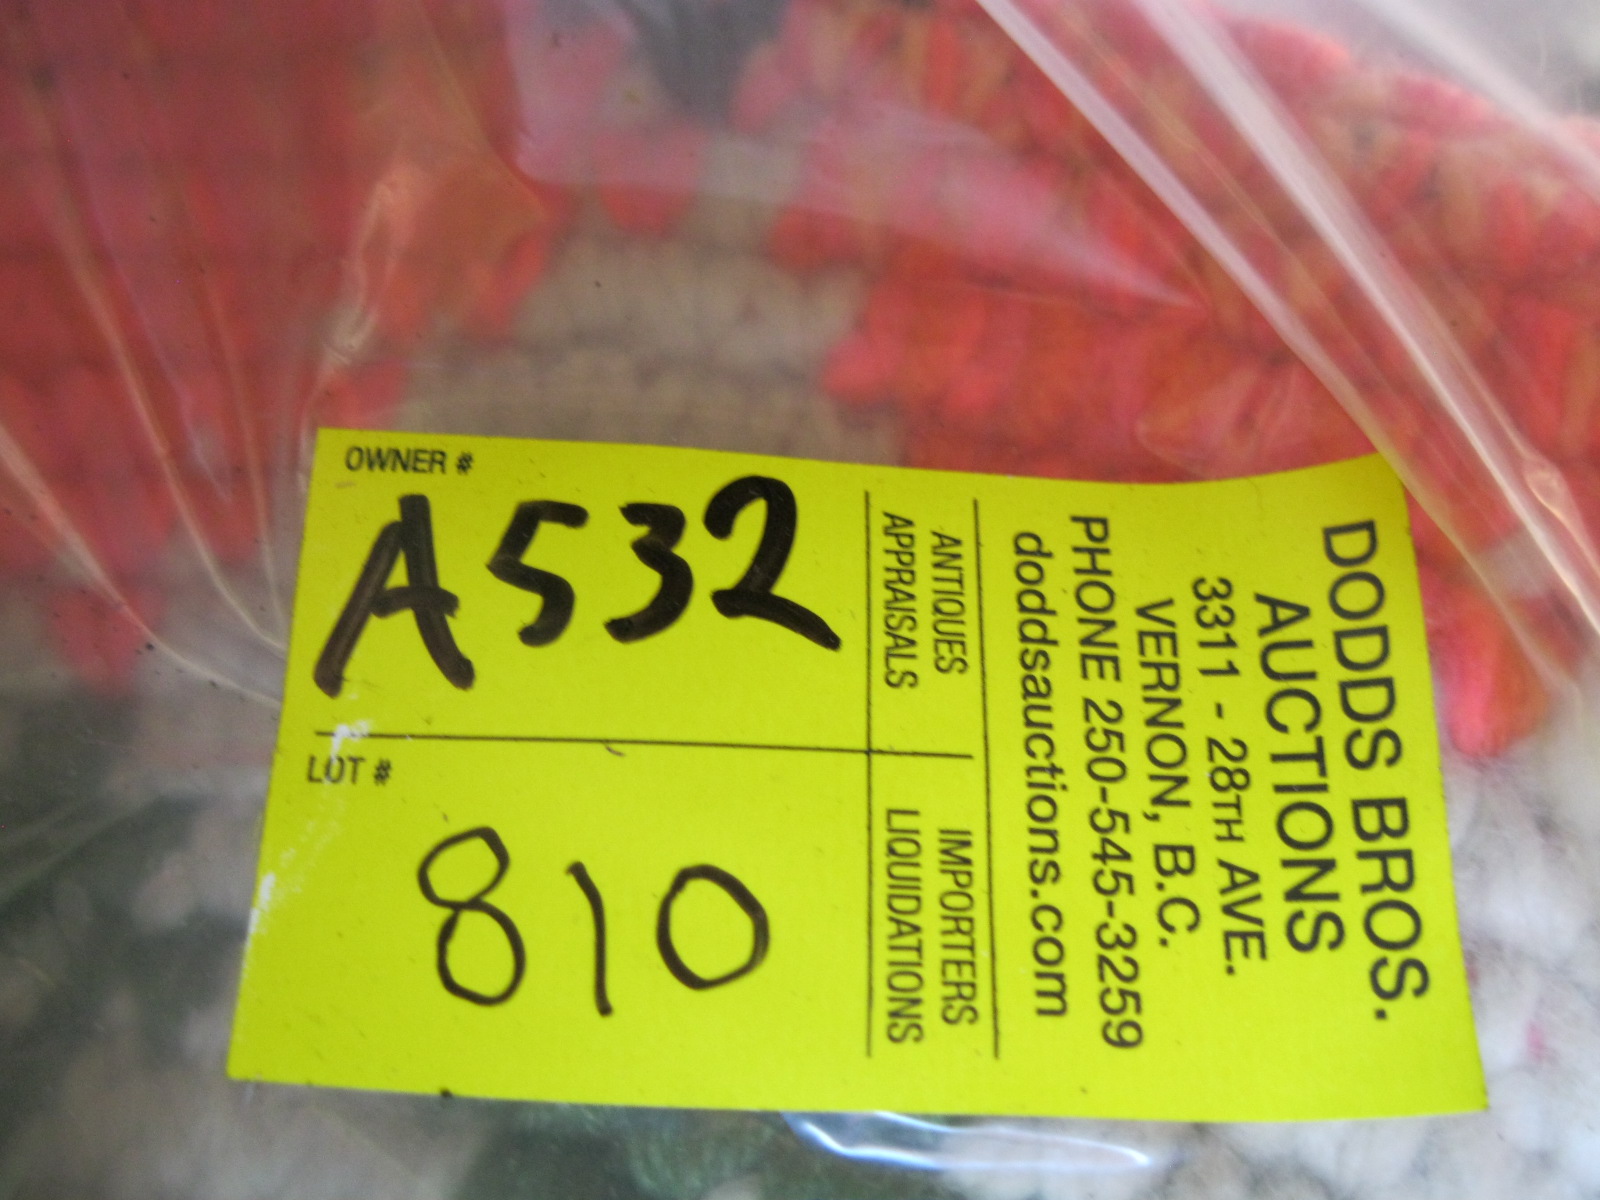 OWNER #
A532
LOT #
810
DODDS BROS.
AUCTIONS
3311 - 28TH AVE.
VERNON, B.C.
PHONE 250-545-3259
doddsauctions.com
ANTIQUES
APPRAISALS
IMPORTERS
LIQUIDATIONS